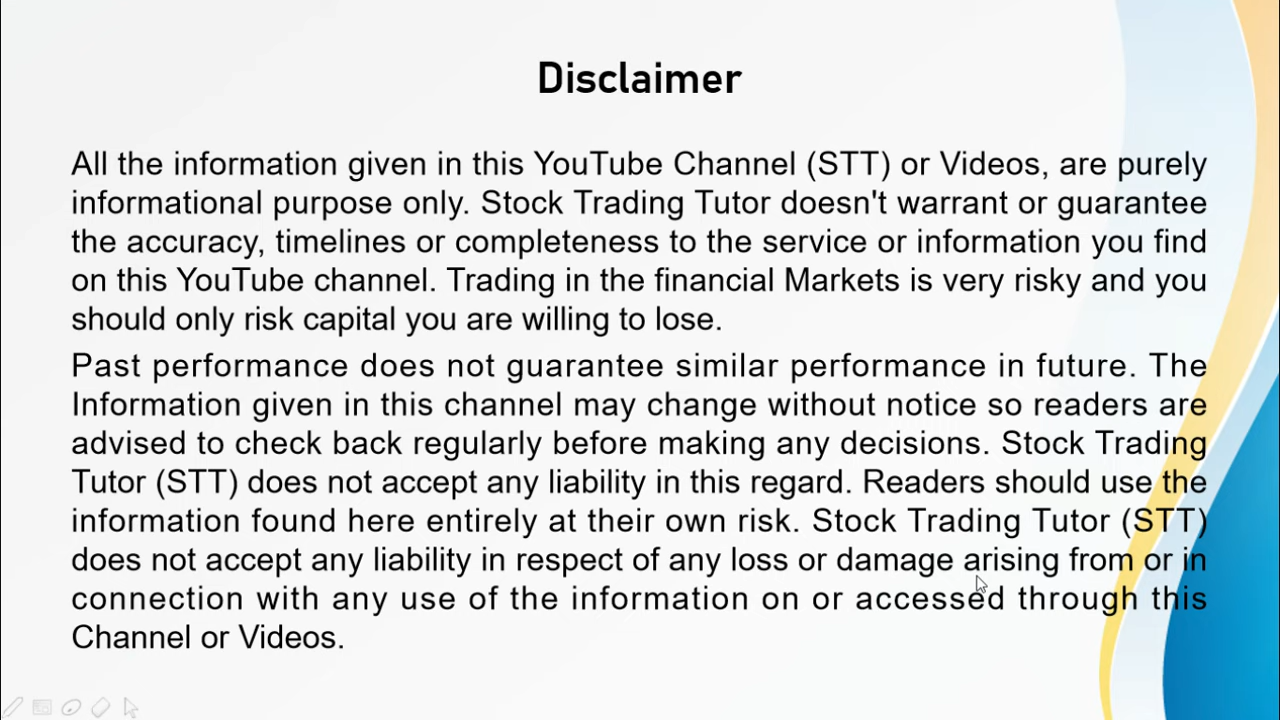 Disclaimer
All the information given in this YouTube Channel (STT) or Videos, are purely
informational purpose only. Stock Trading Tutor doesn't warrant or guarantee
the accuracy, timelines or completeness to the service or information you find
on this YouTube channel. Trading in the financial Markets is very risky and you
should only risk capital you are willing to lose.
Past performance does not guarantee similar performance in future. The
Information given in this channel may change without notice so readers are
advised to check back regularly before making any decisions. Stock Trading
Tutor (STT) does not accept any liability in this regard. Readers should use the
information found here entirely at their own risk. Stock Trading Tutor (STT)
does not accept any liability in respect of any loss or damage arising from or in
connection with any use of the information on or accessed through this
Channel or Videos.